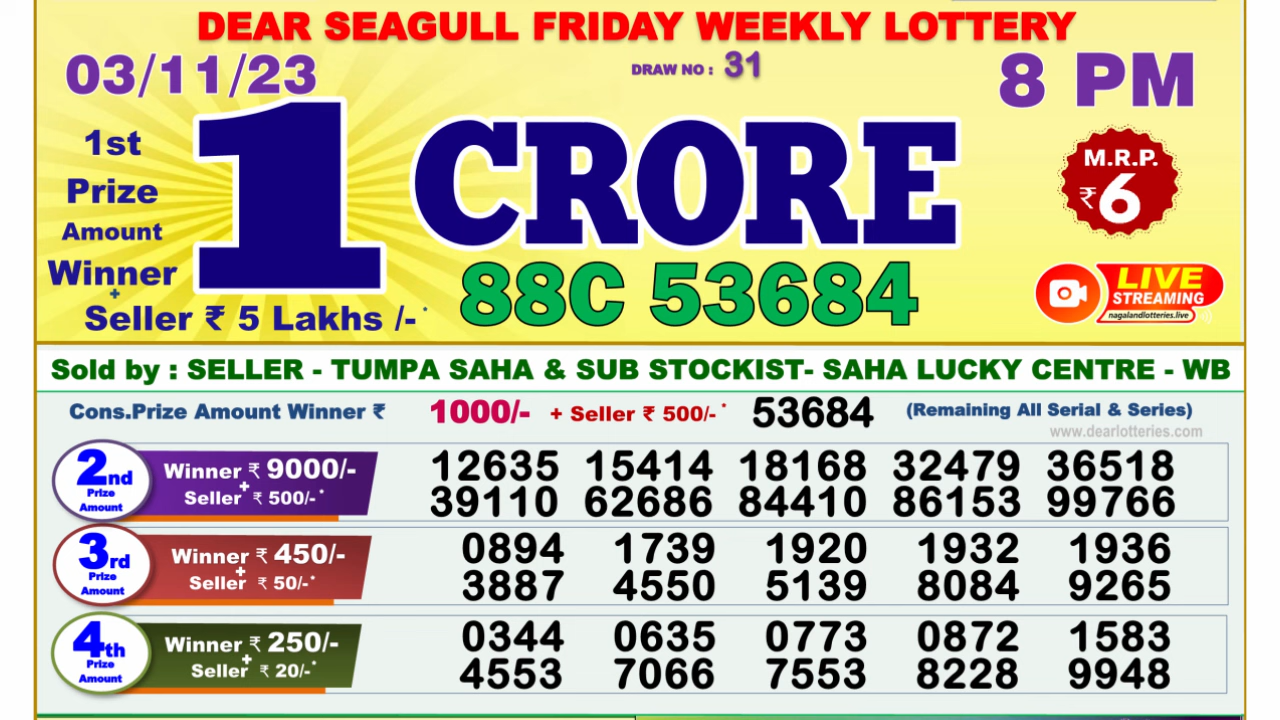 DEAR SEAGULL FRIDAY WEEKLY LOTTERY
03/11/23
DRAW NO : 31
8 PM
1st
Prize
Amount
Winner
+
Seller ₹ 5 Lakhs /-*
1 CRORE
88C 53684
M.R.P.
₹6
LIVE
STREAMING
nagalandlotteries.live
Sold by : SELLER - TUMPA SAHA & SUB STOCKIST- SAHA LUCKY CENTRE - WB
Cons.Prize Amount Winner ₹ 1000/- + Seller ₹ 500/-* 53684 (Remaining All Serial & Series)
www.dearlotteries.com
2nd
Prize
Amount
Winner ₹ 9000/-
+
Seller ₹ 500/-*
12635 15414 18168 32479 36518
39110 62686 84410 86153 99766
3rd
Prize
Amount
Winner ₹ 450/-
+
Seller ₹ 50/-*
0894 1739 1920 1932 1936
3887 4550 5139 8084 9265
4th
Prize
Amount
Winner ₹ 250/-
+
Seller ₹ 20/-*
0344 0635 0773 0872 1583
4553 7066 7553 8228 9948